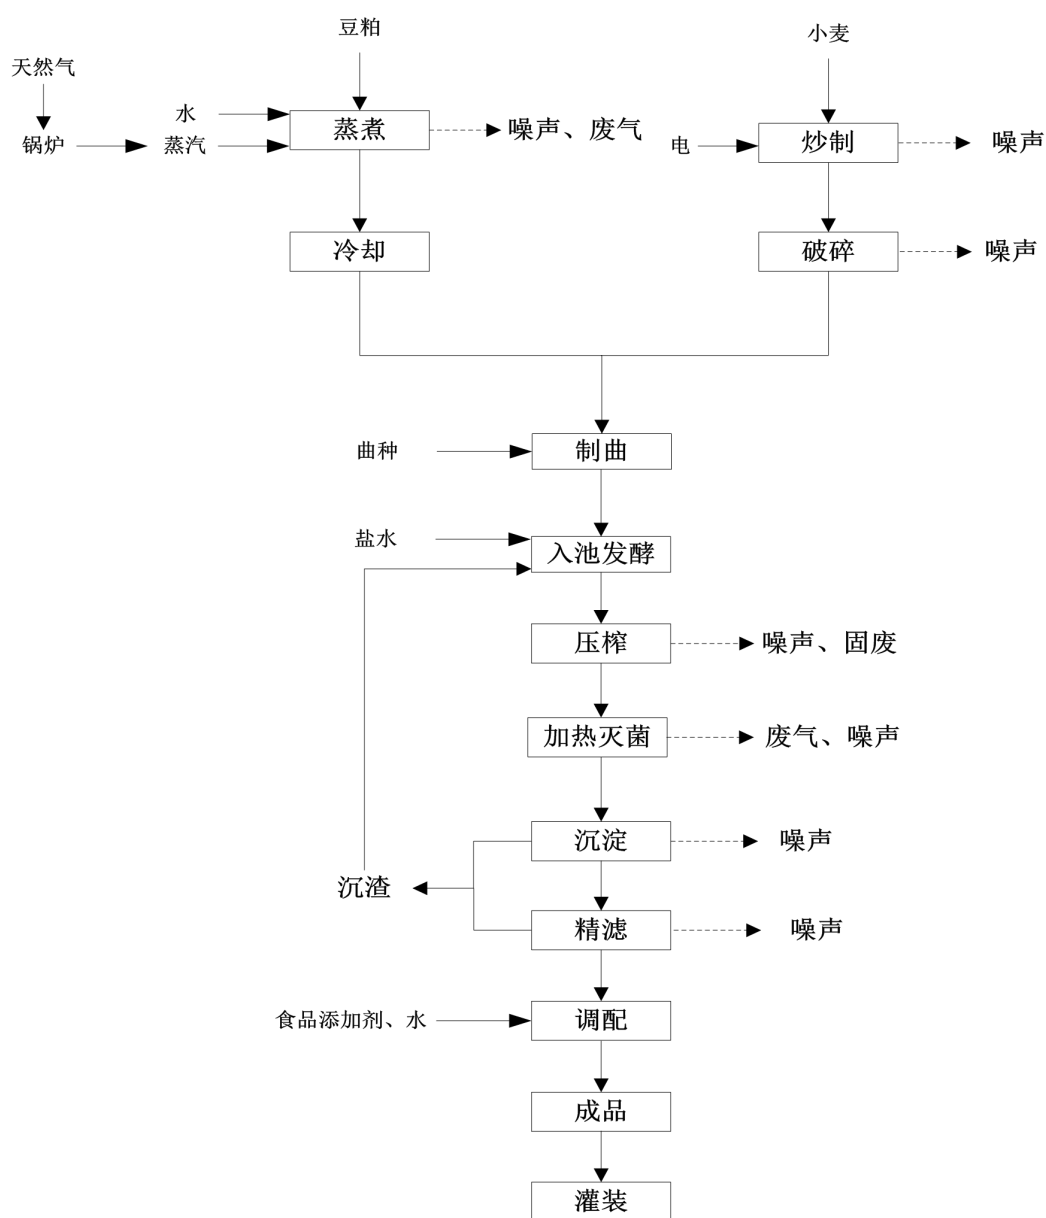 豆粕
小麦
天然气
水
蒸煮
噪声、废气
锅炉
蒸汽
电
炒制
噪声
冷却
破碎
噪声
曲种
制曲
盐水
入池发酵
压榨
噪声、固废
加热灭菌
废气、噪声
沉淀
噪声
沉渣
精滤
噪声
食品添加剂、水
调配
成品
灌装